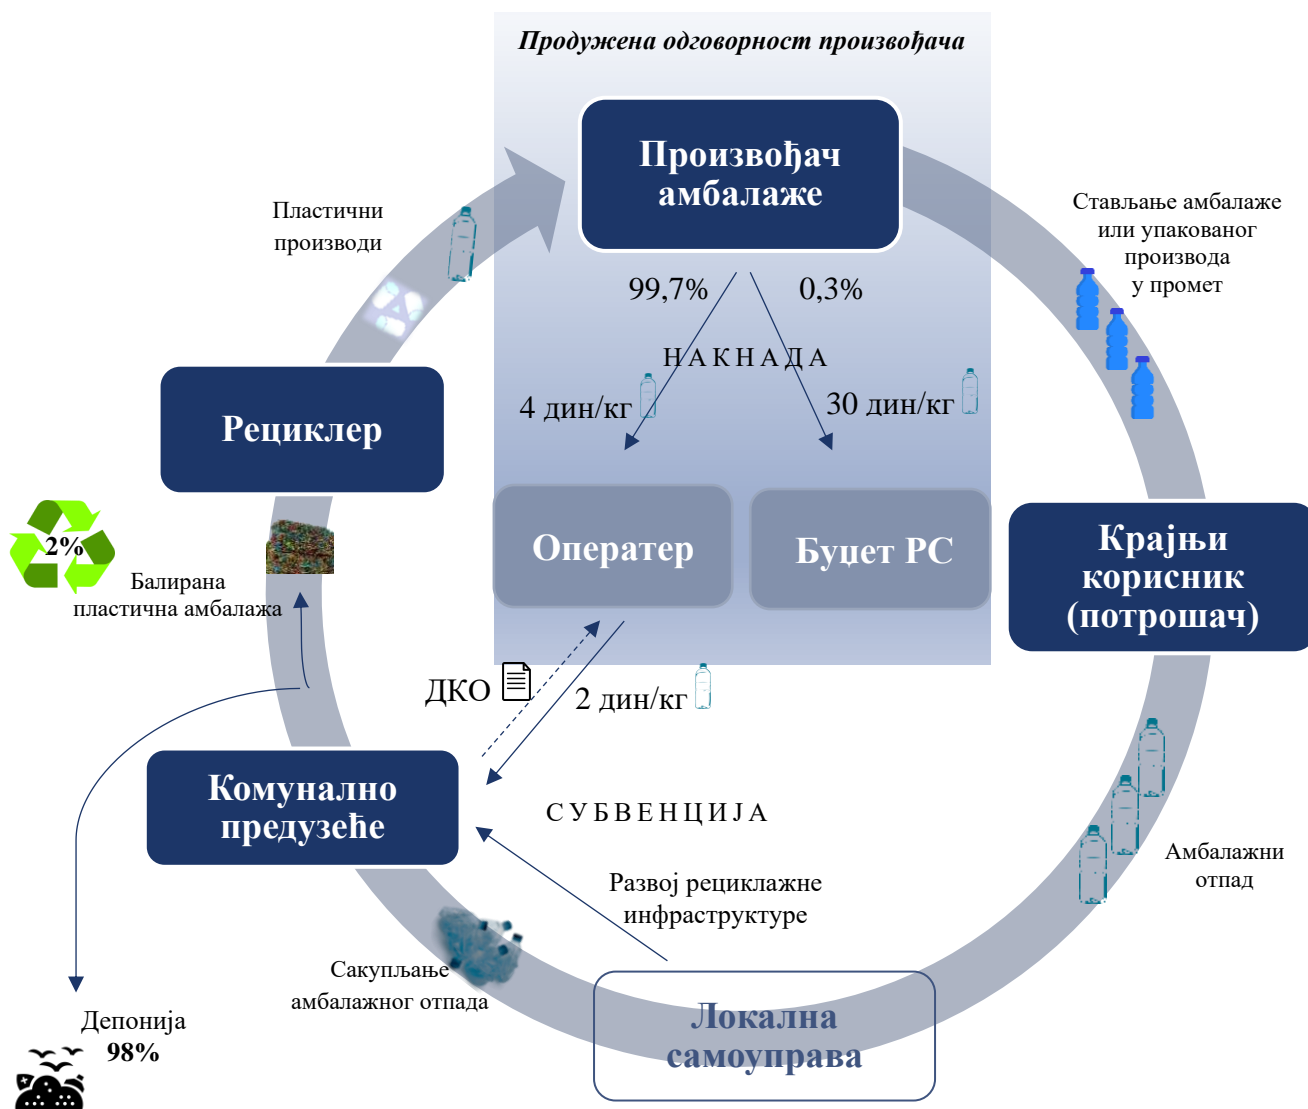 Продужена одговорност произвођача
Произвођач
амбалаже
Пластични
производи
Стављање амбалаже
или упакованог
производа
у промет
99,7%
0,3%
НАКНАДА
4 дин/кг
30 дин/кг
Рециклер
Оператер
Буџет РС
Крајњи
корисник
(потрошач)
2%
Балирана
пластична амбалажа
ДКО
2 дин/кг
Комунално
предузеће
СУБВЕНЦИЈА
Развој рециклажне
инфраструктуре
Амбалажни
отпад
Сакупљање
амбалажног отпада
Депонија
98%
Локална
самоуправа